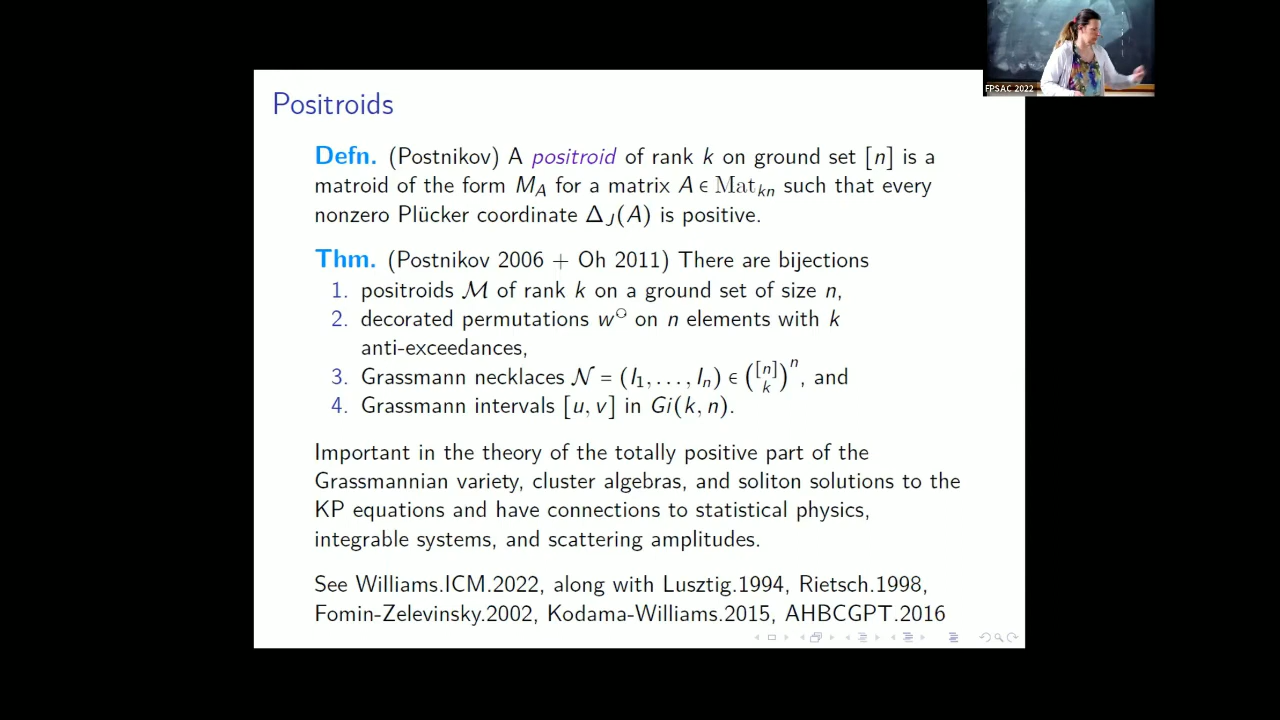 FPSAC 2022
Positroids
Defn. (Postnikov) A positroid of rank k on ground set [n] is a
matroid of the form M_A for a matrix A ∈ Mat_{kn} such that every
nonzero Plücker coordinate Δ_J(A) is positive.
Thm. (Postnikov 2006 + Oh 2011) There are bijections
1. positroids ℳ of rank k on a ground set of size n,
2. decorated permutations w^↻ on n elements with k
anti-exceedances,
3. Grassmann necklaces 𝒩 = (I_1, ..., I_n) ∈ \binom{[n]}{k}^n, and
4. Grassmann intervals [u, v] in Gi(k, n).
Important in the theory of the totally positive part of the
Grassmannian variety, cluster algebras, and soliton solutions to the
KP equations and have connections to statistical physics,
integrable systems, and scattering amplitudes.
See Williams.ICM.2022, along with Lusztig.1994, Rietsch.1998,
Fomin-Zelevinsky.2002, Kodama-Williams.2015, AHBCGPT.2016